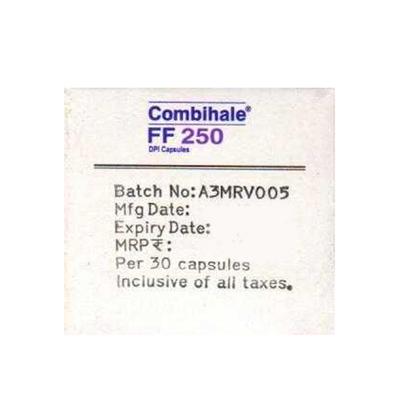 Combihale®
FF 250
DPI Capsules
Batch No:A3MRV005
Mfg Date:
Expiry Date:
MRP₹:
Per 30 capsules
Inclusive of all taxes.